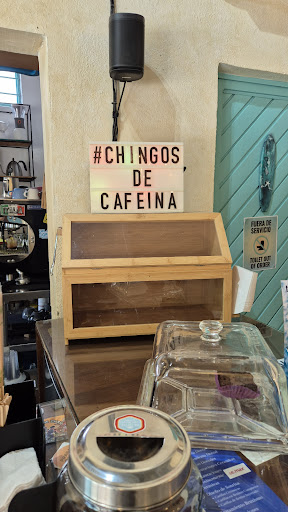 #CHINGOS
DE
CAFEINA
FUERA DE
SERVICIO
TOILET OUT
OF ORDER